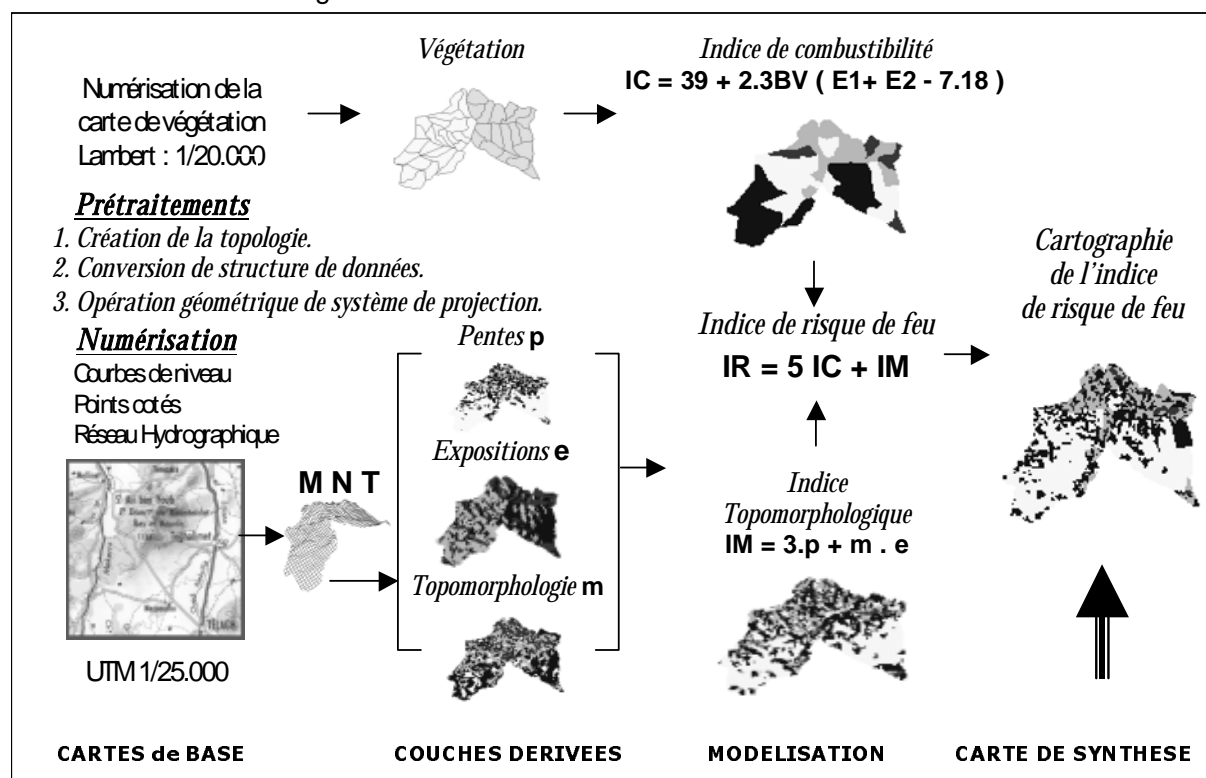 Végétation
Indice de combustibilité
IC = 39 + 2.3BV ( E1+ E2 - 7.18 )
Numérisation de la
carte de végétation
Lambert : 1/20.000
Prétraitements
1. Création de la topologie.
2. Conversion de structure de données.
3. Opération géométrique de système de projection.
Numérisation
Courbes de niveau
Points cotés
Réseau Hydrographique
UTM 1/25.000
M N T
Pentes p
Expositions e
Topomorphologie m
Indice de risque de feu
IR = 5 IC + IM
Indice
Topomorphologique
IM = 3.p + m . e
Cartographie
de l'indice
de risque de feu
CARTES de BASE
COUCHES DERIVEES
MODELISATION
CARTE DE SYNTHESE